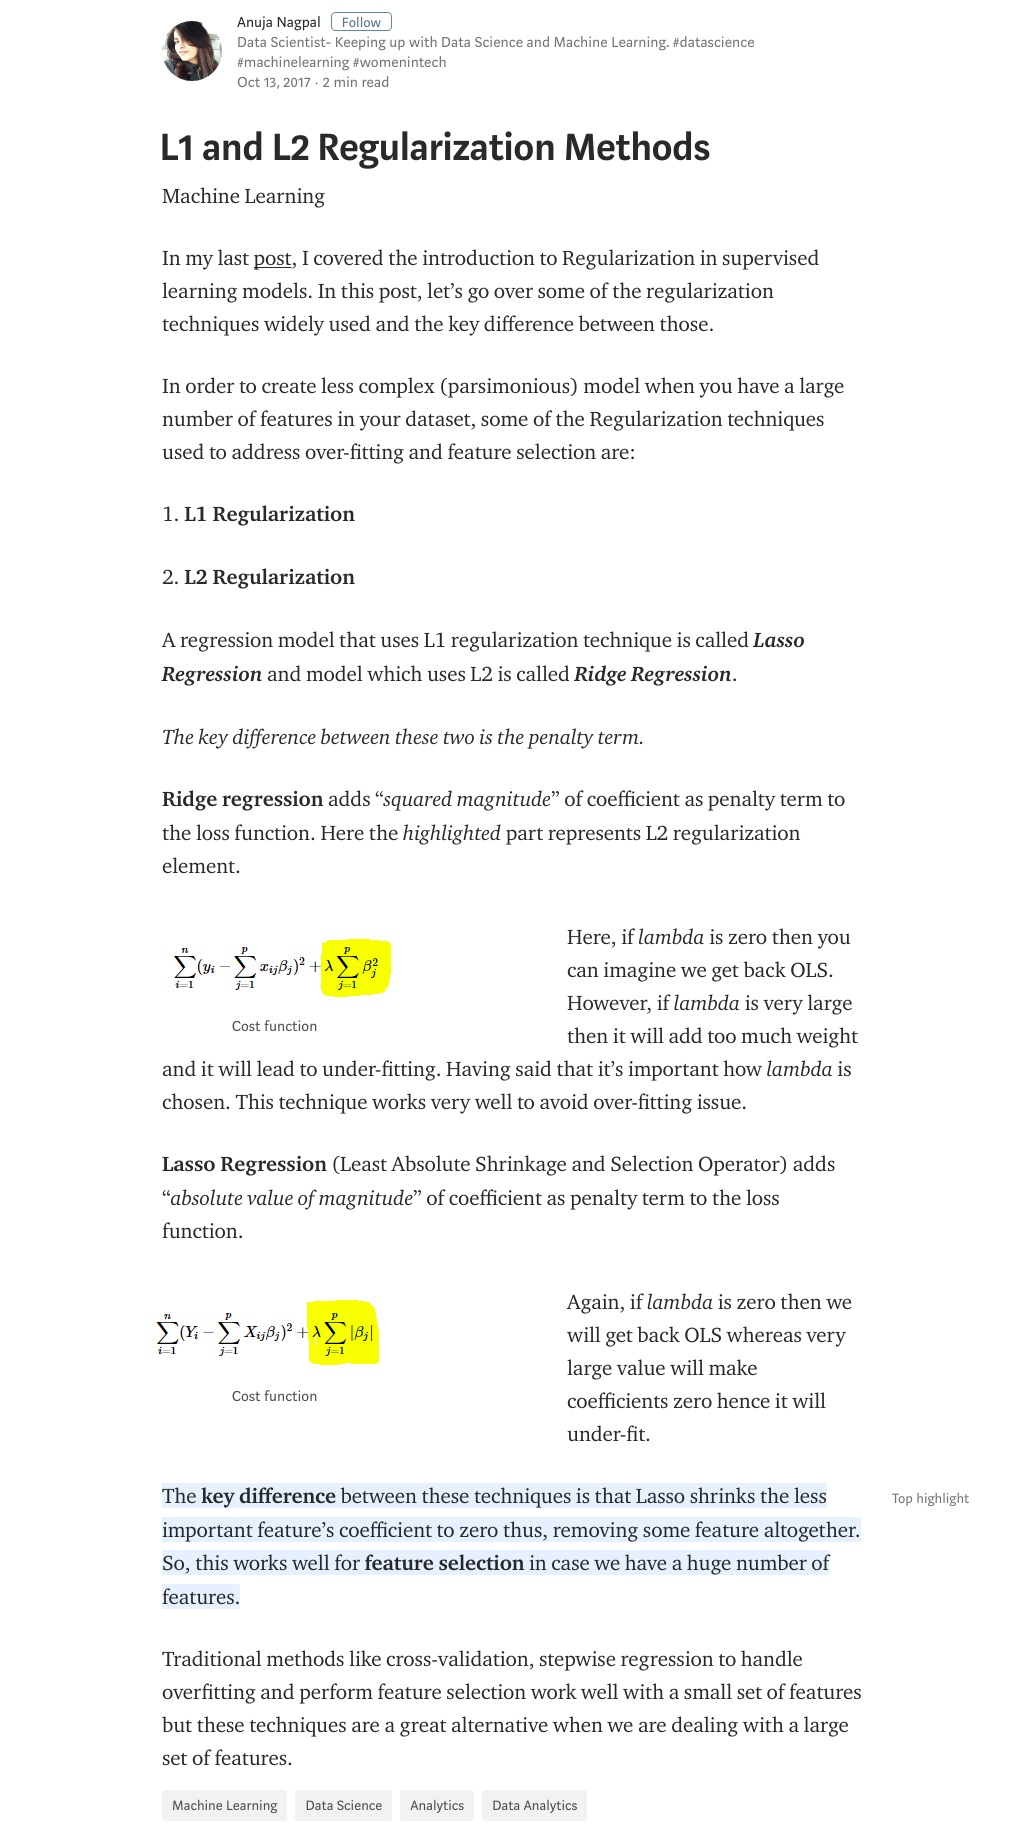 Anuja Nagpal Follow
Data Scientist- Keeping up with Data Science and Machine Learning. #datascience
#machinelearning #womenintech
Oct 13, 2017 · 2 min read
L1 and L2 Regularization Methods
Machine Learning
In my last post, I covered the introduction to Regularization in supervised
learning models. In this post, let’s go over some of the regularization
techniques widely used and the key difference between those.
In order to create less complex (parsimonious) model when you have a large
number of features in your dataset, some of the Regularization techniques
used to address over-fitting and feature selection are:
1. L1 Regularization
2. L2 Regularization
A regression model that uses L1 regularization technique is called Lasso
Regression and model which uses L2 is called Ridge Regression.
The key difference between these two is the penalty term.
Ridge regression adds “squared magnitude” of coefficient as penalty term to
the loss function. Here the highlighted part represents L2 regularization
element.
∑_{i=1}^{n}(y_i − ∑_{j=1}^{p} x_{ij}β_j)^2 + λ∑_{j=1}^{p} β_j^2
Cost function
Here, if lambda is zero then you
can imagine we get back OLS.
However, if lambda is very large
then it will add too much weight
and it will lead to under-fitting. Having said that it’s important how lambda is
chosen. This technique works very well to avoid over-fitting issue.
Lasso Regression (Least Absolute Shrinkage and Selection Operator) adds
“absolute value of magnitude” of coefficient as penalty term to the loss
function.
∑_{i=1}^{n}(Y_i − ∑_{j=1}^{p} X_{ij}β_j)^2 + λ∑_{j=1}^{p} |β_j|
Cost function
Again, if lambda is zero then we
will get back OLS whereas very
large value will make
coefficients zero hence it will
under-fit.
The key difference between these techniques is that Lasso shrinks the less
Top highlight
important feature’s coefficient to zero thus, removing some feature altogether.
So, this works well for feature selection in case we have a huge number of
features.
Traditional methods like cross-validation, stepwise regression to handle
overfitting and perform feature selection work well with a small set of features
but these techniques are a great alternative when we are dealing with a large
set of features.
Machine Learning Data Science Analytics Data Analytics